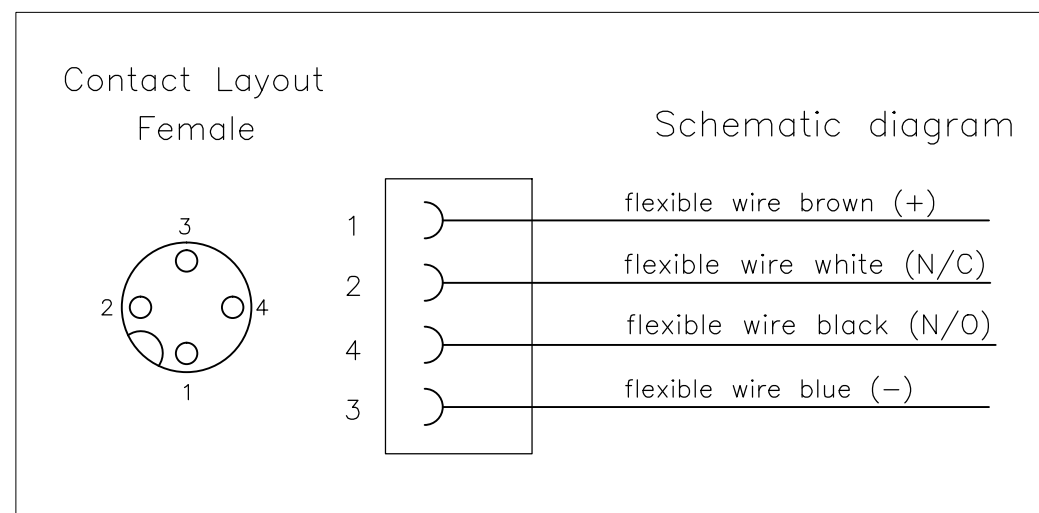 Contact Layout
Female
3
2
4
1
Schematic diagram
1 flexible wire brown (+)
2 flexible wire white (N/C)
4 flexible wire black (N/O)
3 flexible wire blue (-)